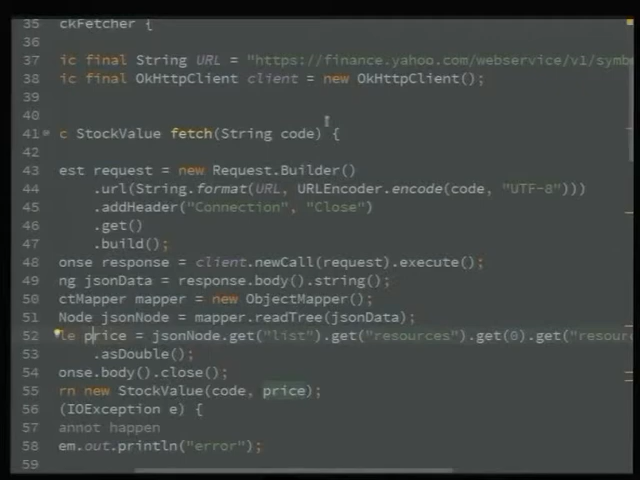 35 ckFetcher {
36
37 ic final String URL = "https://finance.yahoo.com/webservice/v1/symbo
38 ic final OkHttpClient client = new OkHttpClient();
39
40
41 c StockValue fetch(String code) {
42
43 est request = new Request.Builder()
44 .url(String.format(URL, URLEncoder.encode(code, "UTF-8")))
45 .addHeader("Connection", "Close")
46 .get()
47 .build();
48 onse response = client.newCall(request).execute();
49 ng jsonData = response.body().string();
50 ctMapper mapper = new ObjectMapper();
51 Node jsonNode = mapper.readTree(jsonData);
52 le price = jsonNode.get("list").get("resources").get(0).get("resour
53 .asDouble();
54 onse.body().close();
55 rn new StockValue(code, price);
56 (IOException e) {
57 annot happen
58 em.out.println("error");
59